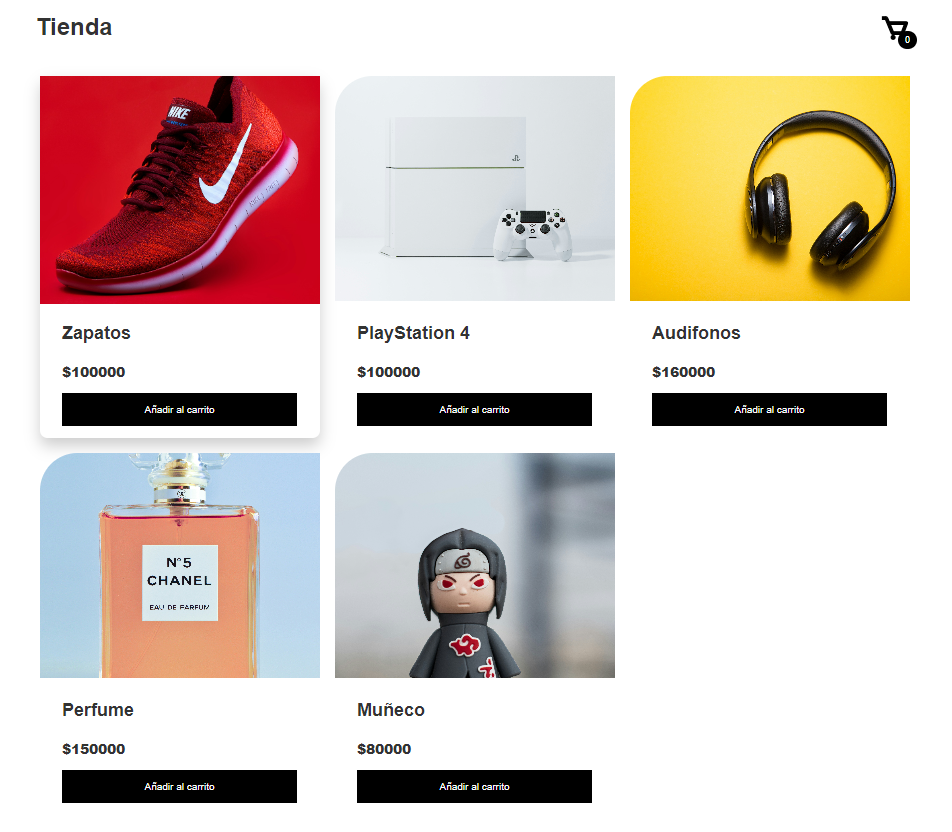 Tienda
0
NIKE
Zapatos
$100000
Añadir al carrito
PlayStation 4
$100000
Añadir al carrito
Audifonos
$160000
Añadir al carrito
N°5
CHANEL
EAU DE PARFUM
Perfume
$150000
Añadir al carrito
Muñeco
$80000
Añadir al carrito